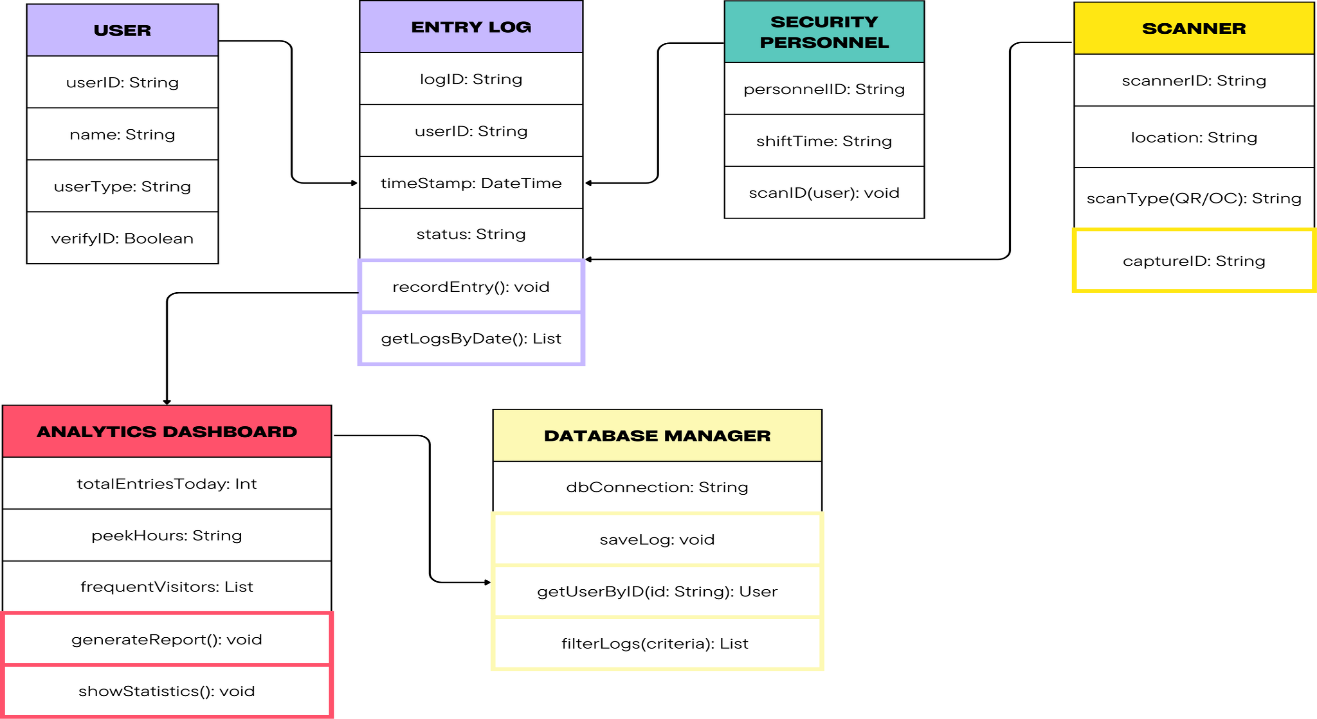 USER
userID: String
name: String
userType: String
verifyID: Boolean
ENTRY LOG
logID: String
userID: String
timeStamp: DateTime
status: String
recordEntry(): void
getLogsByDate(): List
SECURITY
PERSONNEL
personnelID: String
shiftTime: String
scanID(user): void
SCANNER
scannerID: String
location: String
scanType(QR/OC): String
captureID: String
ANALYTICS DASHBOARD
totalEntriesToday: Int
peekHours: String
frequentVisitors: List
generateReport(): void
showStatistics(): void
DATABASE MANAGER
dbConnection: String
saveLog: void
getUserByID(id: String): User
filterLogs(criteria): List